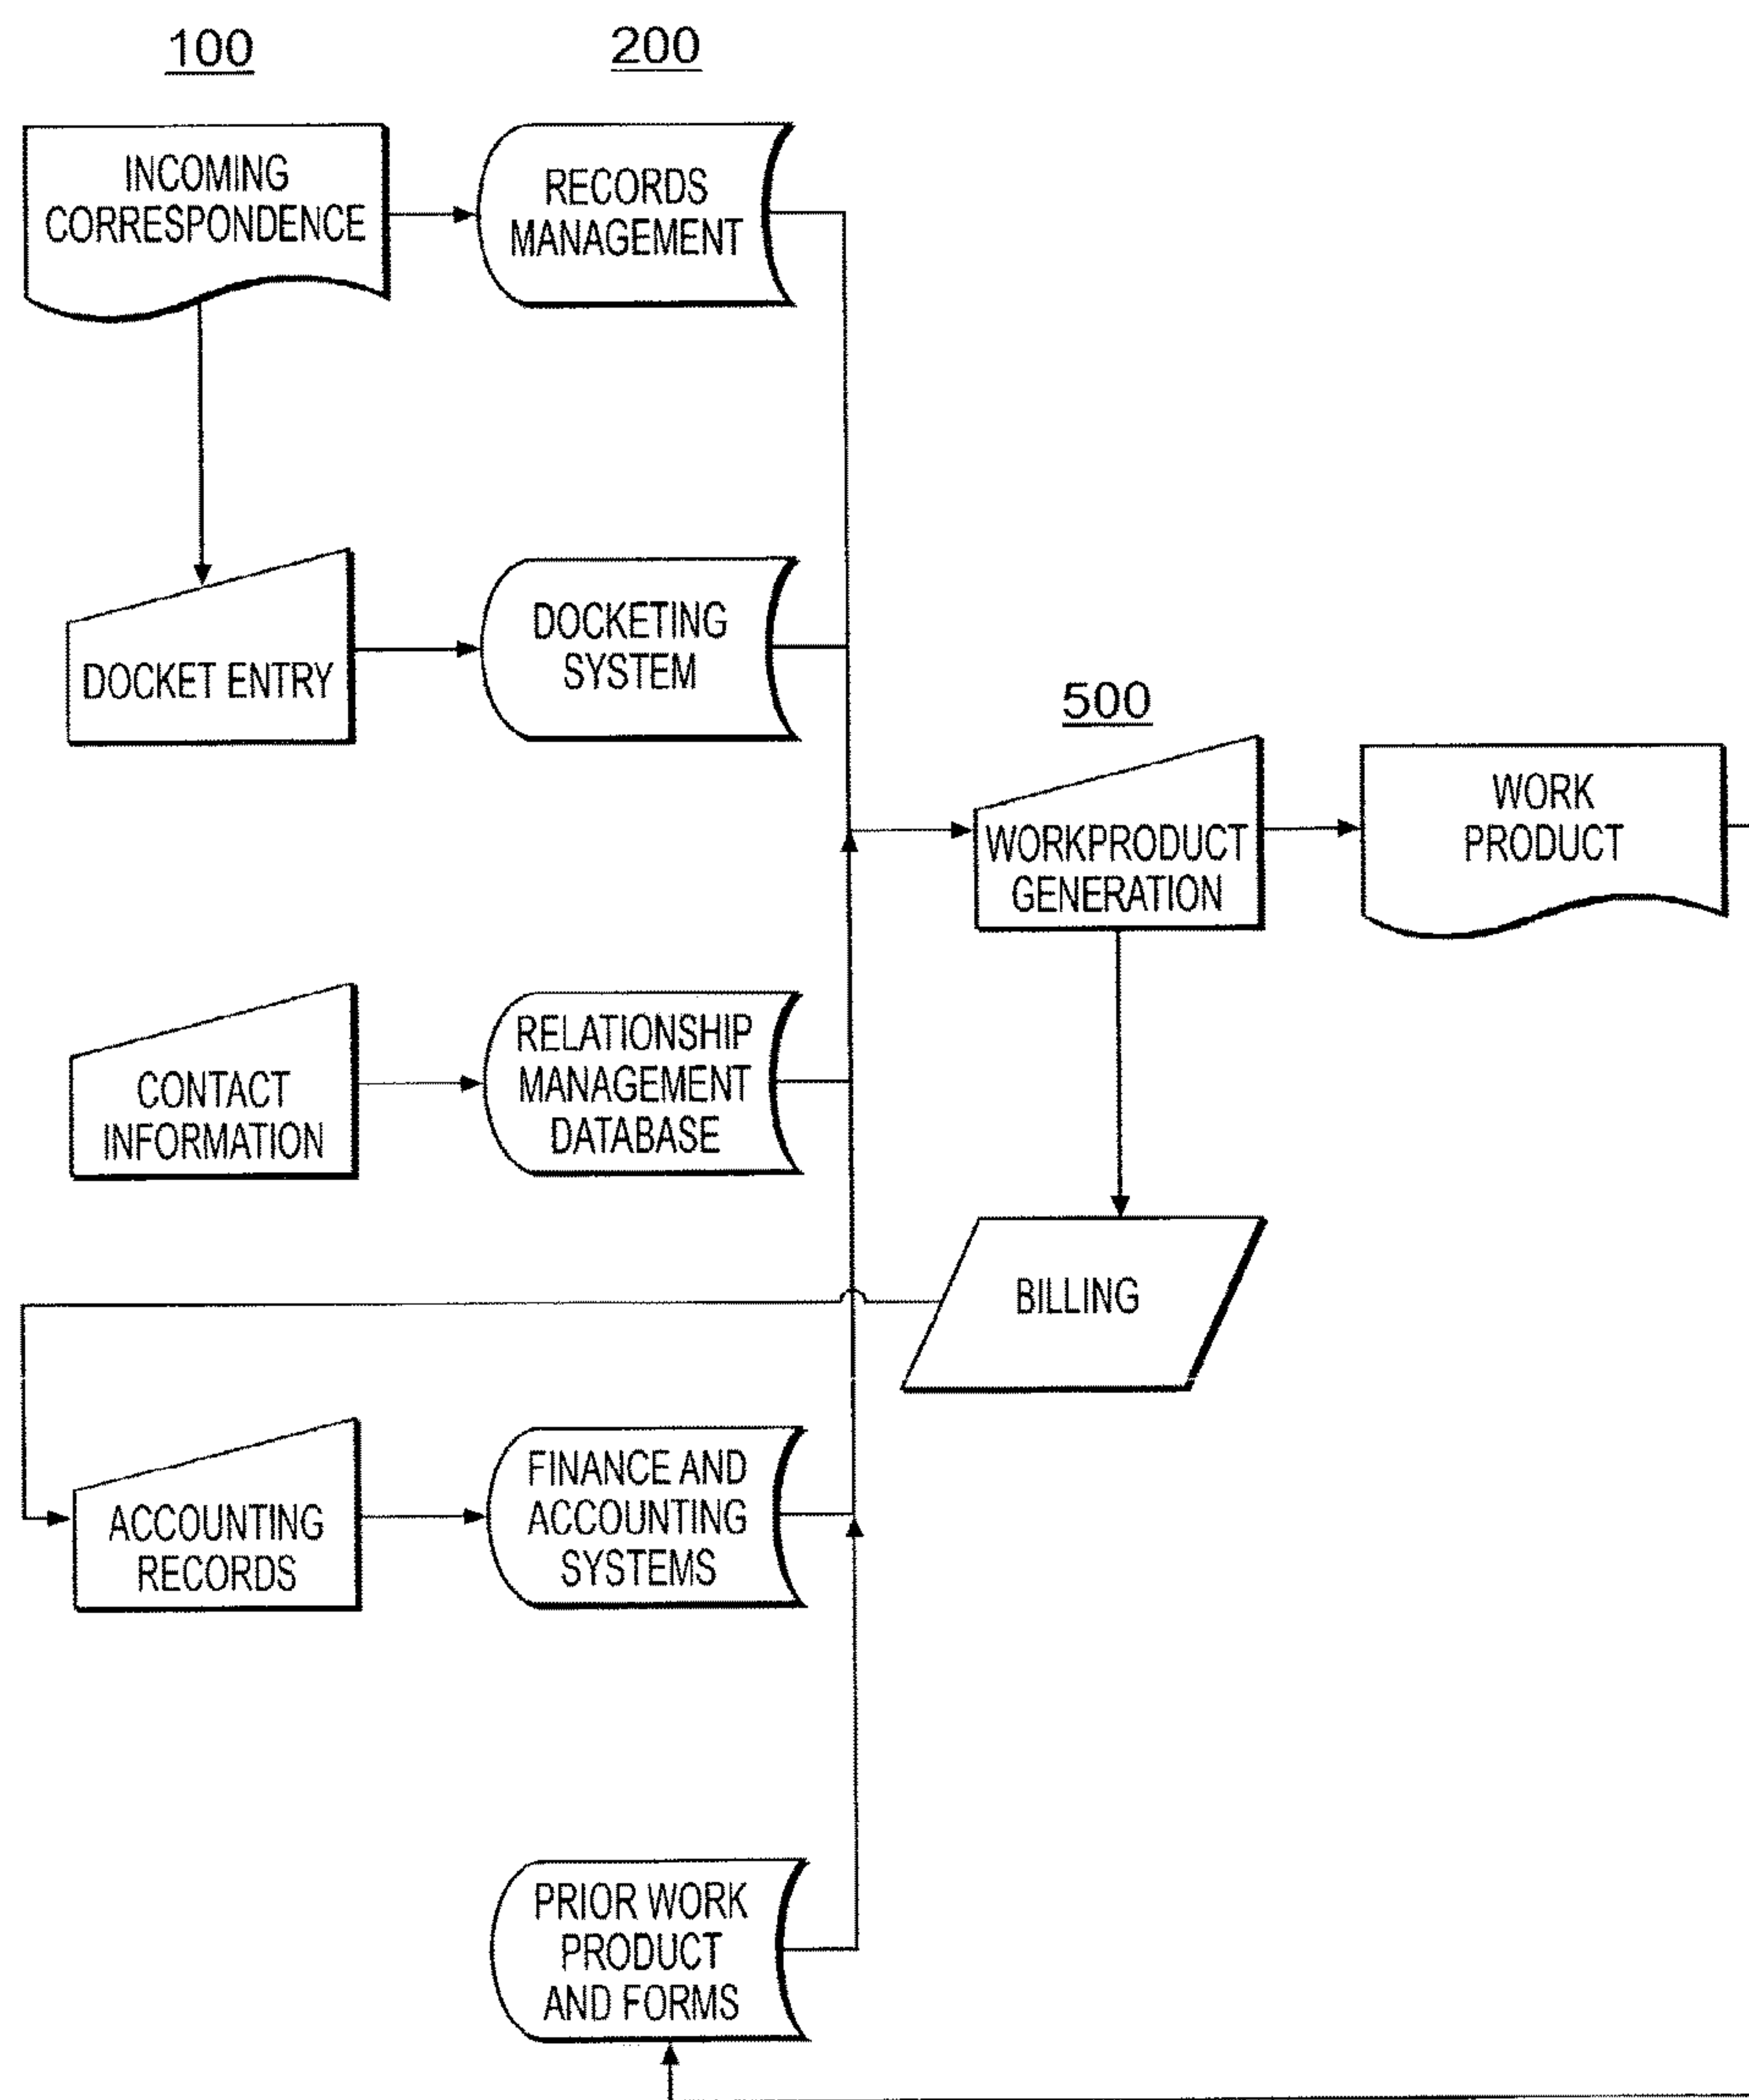 100
200
INCOMING
CORRESPONDENCE
RECORDS
MANAGEMENT
DOCKET ENTRY
DOCKETING
SYSTEM
500
WORKPRODUCT
GENERATION
WORK
PRODUCT
CONTACT
INFORMATION
RELATIONSHIP
MANAGEMENT
DATABASE
BILLING
ACCOUNTING
RECORDS
FINANCE AND
ACCOUNTING
SYSTEMS
PRIOR WORK
PRODUCT
AND FORMS